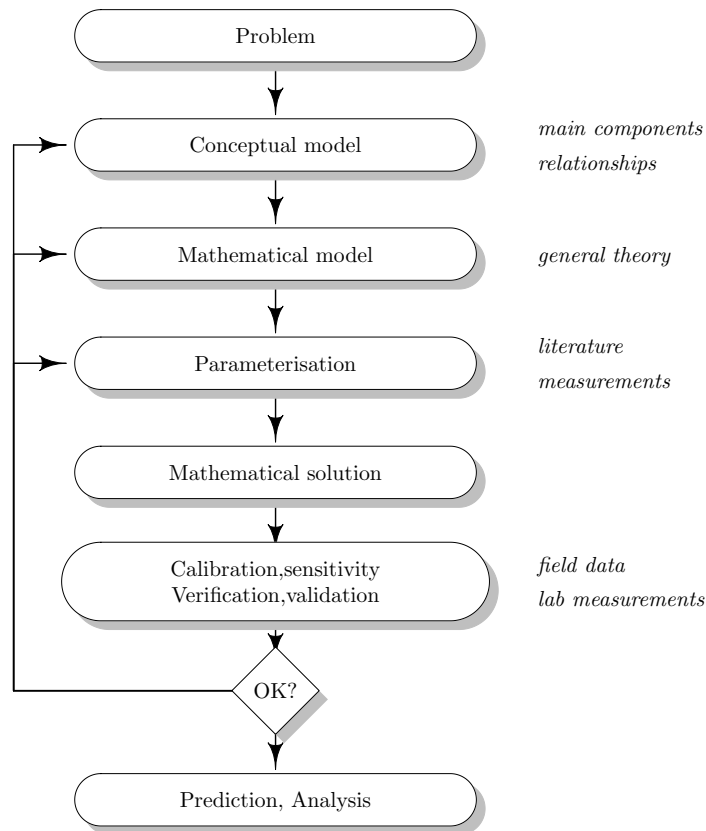 Problem
Conceptual model
main components
relationships
Mathematical model
general theory
Parameterisation
literature
measurements
Mathematical solution
Calibration,sensitivity
Verification,validation
field data
lab measurements
OK?
Prediction, Analysis